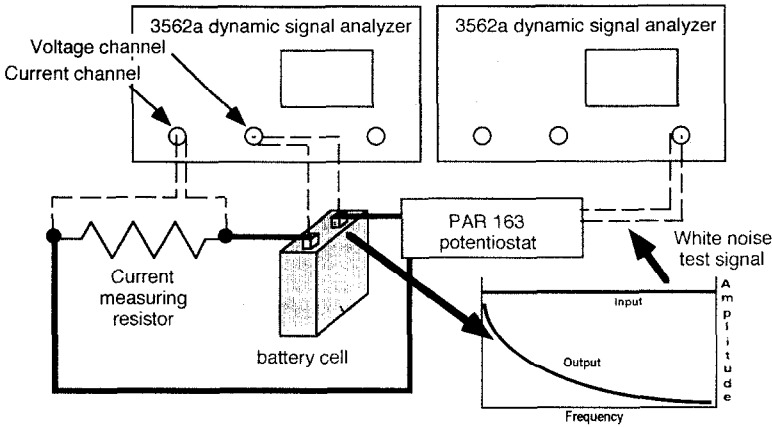 3562a dynamic signal analyzer
3562a dynamic signal analyzer
Voltage channel
Current channel
PAR 163
potentiostat
White noise
test signal
Current
measuring
resistor
battery cell
Input
Output
Amplitude
Frequency